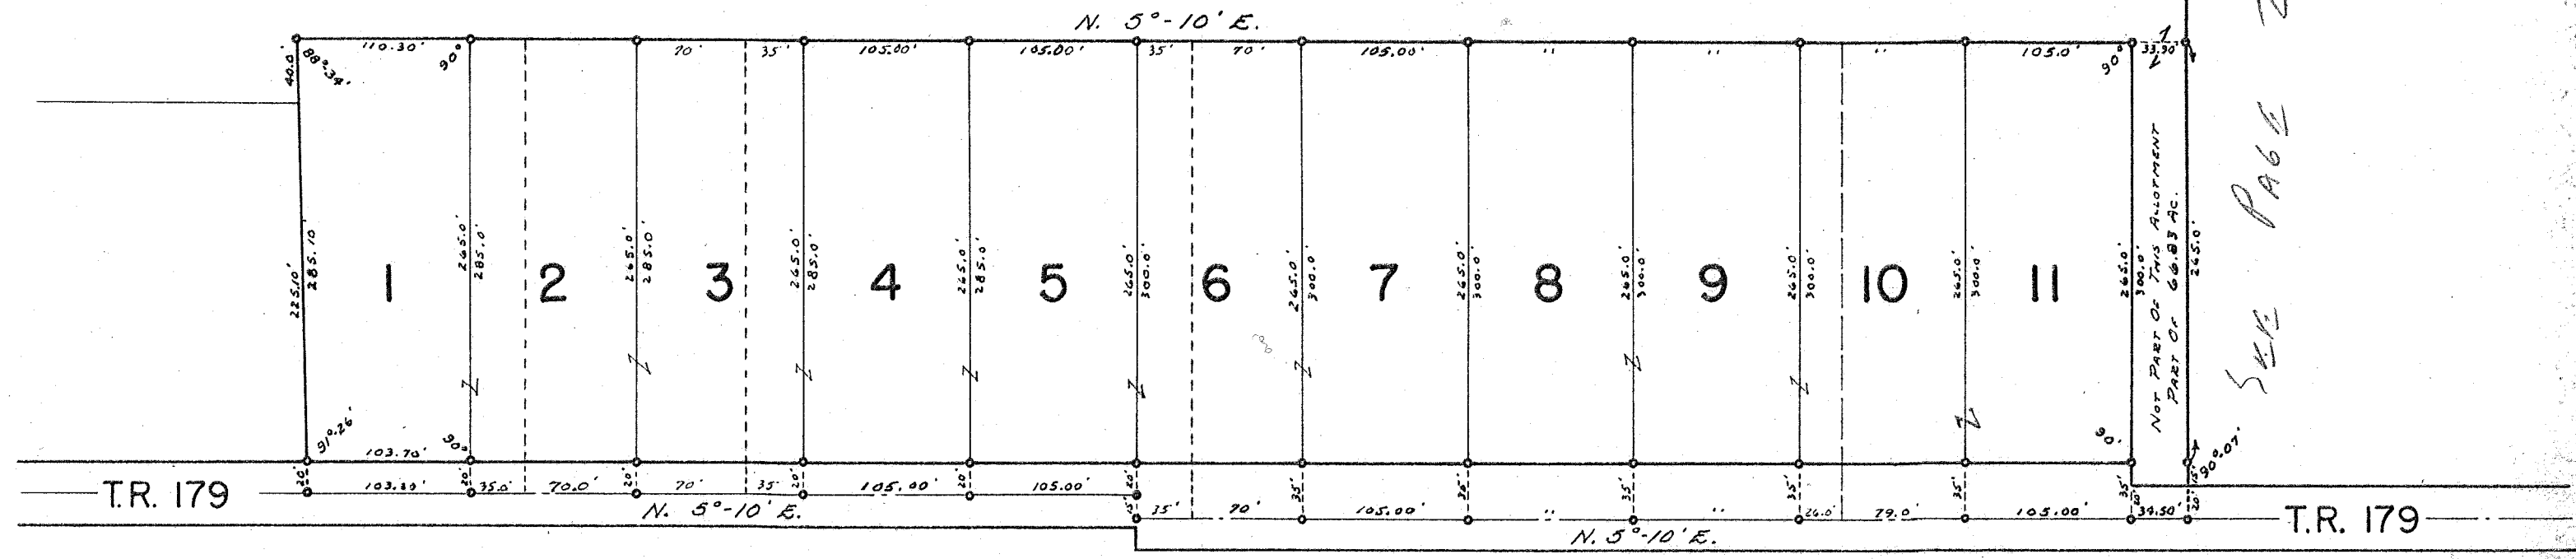 N. 5°-10' E.
110.30' 90° 70' 35' 105.00' 105.00' 35' 70' 105.00' " " " 105.0' 90° 33.90'
40.0' 88°-34'
225.10' 285.10' 265.0' 285.0' 265.0' 285.0' 265.0' 285.0' 265.0' 285.0' 265.0' 300.0' 265.0' 300.0' 265.0' 300.0' 265.0' 300.0' 265.0' 300.0' 265.0' 300.0' 265.0' 300.0' 265.0'
1 2 3 4 5 6 7 8 9 10 11
NOT PART OF THIS ALLOTMENT
PART OF 66.83 AC.
SEE PAGE
91°-26' 90° 90° 90°-07'
103.70'
20' 20' 20' 20' 20' 20' 15' 35' 35' 35' 35' 35' 35' 15' 20'
T.R. 179 103.30' 35.0' 70.0' 70' 35' 105.00' 105.00'
N. 5°-10' E.
35' 70' 105.00' " " 26.0' 79.0' 105.00' 34.50' T.R. 179
N. 5°-10' E.